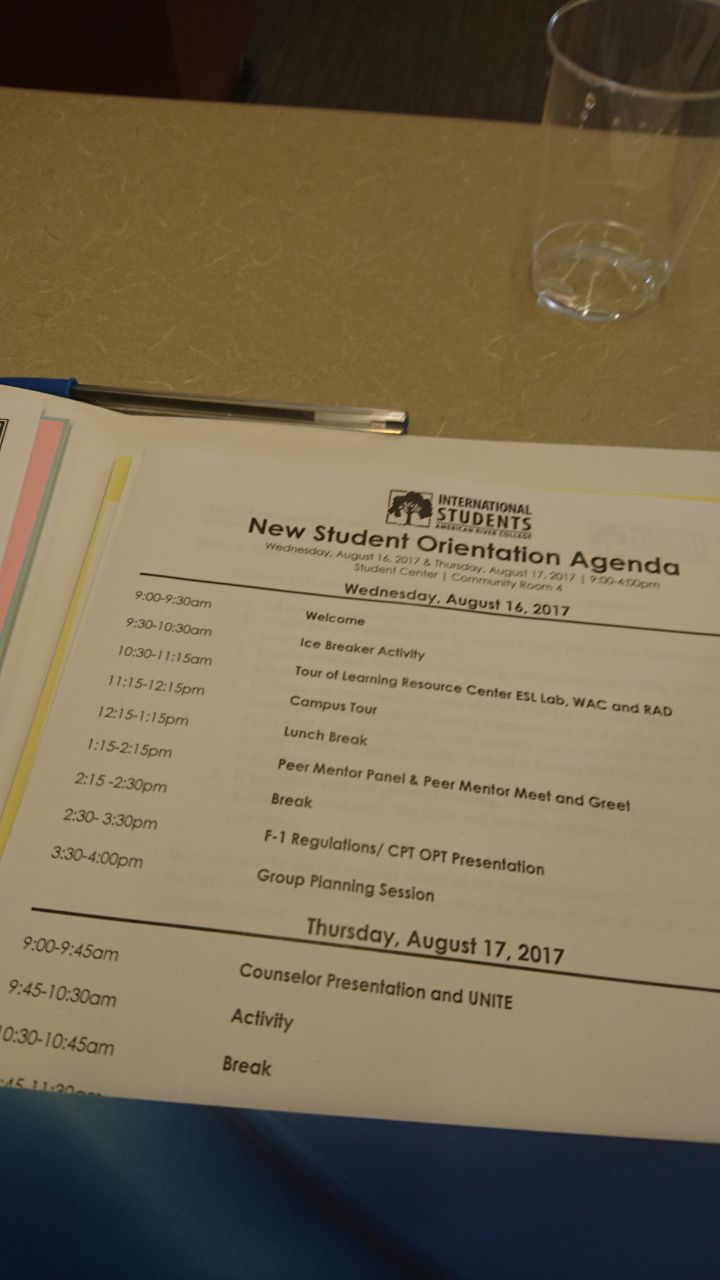 INTERNATIONAL
STUDENTS
AMERICAN RIVER COLLEGE
New Student Orientation Agenda
Wednesday, August 16, 2017 & Thursday, August 17, 2017 | 9:00-4:00pm
Student Center | Community Room 4
Wednesday, August 16, 2017
9:00-9:30am Welcome
9:30-10:30am Ice Breaker Activity
10:30-11:15am Tour of Learning Resource Center ESL Lab, WAC and RAD
11:15-12:15pm Campus Tour
12:15-1:15pm Lunch Break
1:15-2:15pm Peer Mentor Panel & Peer Mentor Meet and Greet
2:15 -2:30pm Break
2:30- 3:30pm F-1 Regulations/ CPT OPT Presentation
3:30-4:00pm Group Planning Session
Thursday, August 17, 2017
9:00-9:45am Counselor Presentation and UNITE
9:45-10:30am Activity
10:30-10:45am Break